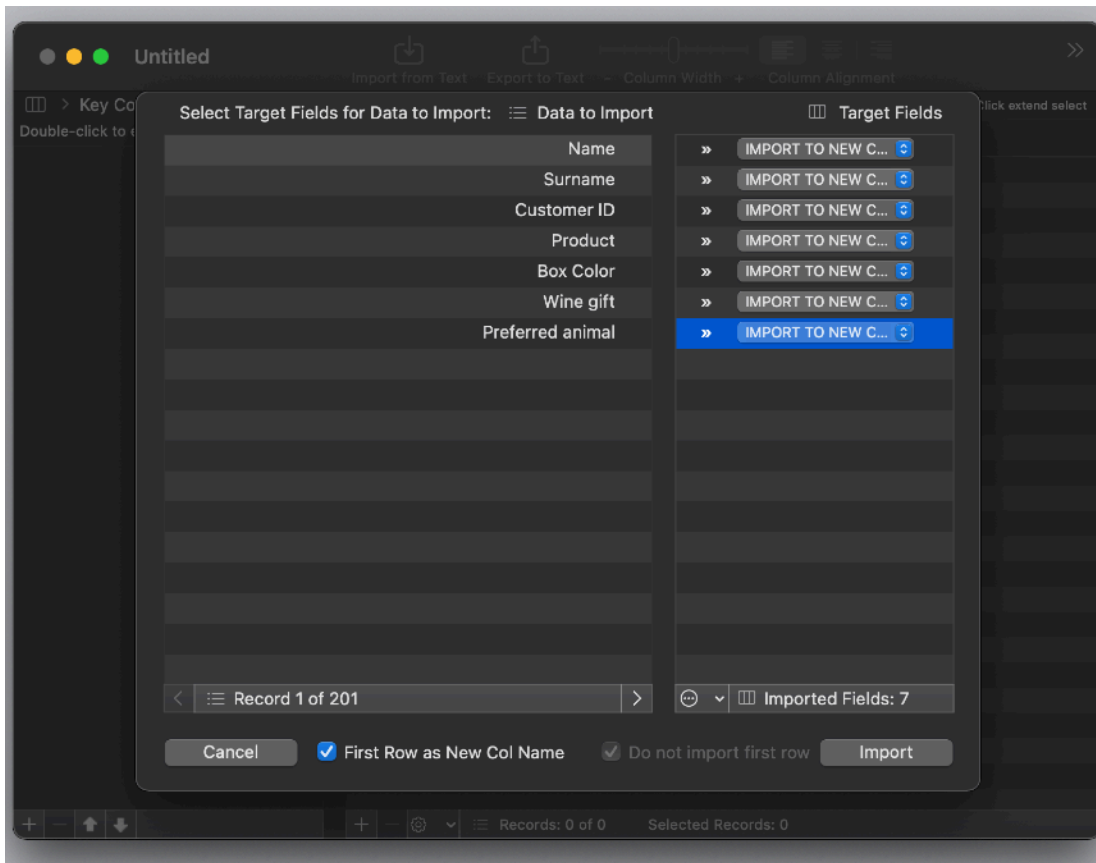 Untitled
Import from Text Export to Text - Column Width + Column Alignment
Key Co
Click extend select
Double-click to e
Select Target Fields for Data to Import: Data to Import Target Fields
Name » IMPORT TO NEW C...
Surname » IMPORT TO NEW C...
Customer ID » IMPORT TO NEW C...
Product » IMPORT TO NEW C...
Box Color » IMPORT TO NEW C...
Wine gift » IMPORT TO NEW C...
Preferred animal » IMPORT TO NEW C...
Record 1 of 201 Imported Fields: 7
Cancel First Row as New Col Name Do not import first row Import
Records: 0 of 0 Selected Records: 0